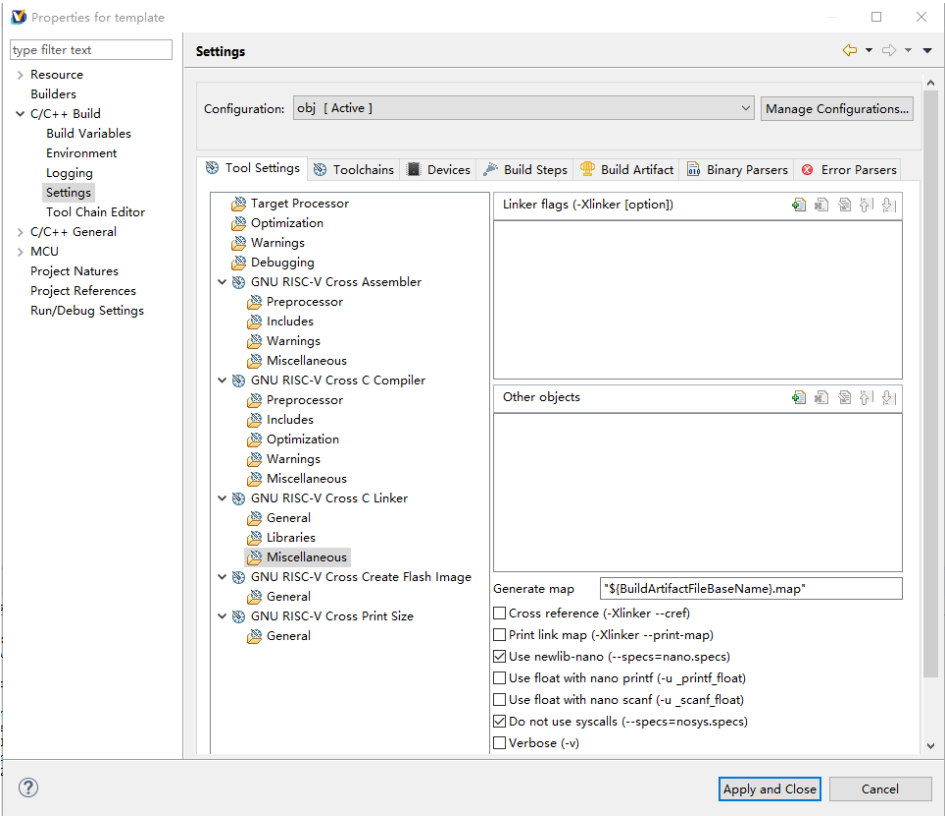 Properties for template
type filter text
Resource
Builders
C/C++ Build
Build Variables
Environment
Logging
Settings
Tool Chain Editor
C/C++ General
MCU
Project Natures
Project References
Run/Debug Settings
Settings
Configuration: obj [ Active ] Manage Configurations...
Tool Settings Toolchains Devices Build Steps Build Artifact Binary Parsers Error Parsers
Target Processor
Optimization
Warnings
Debugging
GNU RISC-V Cross Assembler
Preprocessor
Includes
Warnings
Miscellaneous
GNU RISC-V Cross C Compiler
Preprocessor
Includes
Optimization
Warnings
Miscellaneous
GNU RISC-V Cross C Linker
General
Libraries
Miscellaneous
GNU RISC-V Cross Create Flash Image
General
GNU RISC-V Cross Print Size
General
Linker flags (-Xlinker [option])
Other objects
Generate map "${BuildArtifactFileBaseName}.map"
Cross reference (-Xlinker --cref)
Print link map (-Xlinker --print-map)
Use newlib-nano (--specs=nano.specs)
Use float with nano printf (-u _printf_float)
Use float with nano scanf (-u _scanf_float)
Do not use syscalls (--specs=nosys.specs)
Verbose (-v)
Apply and Close Cancel